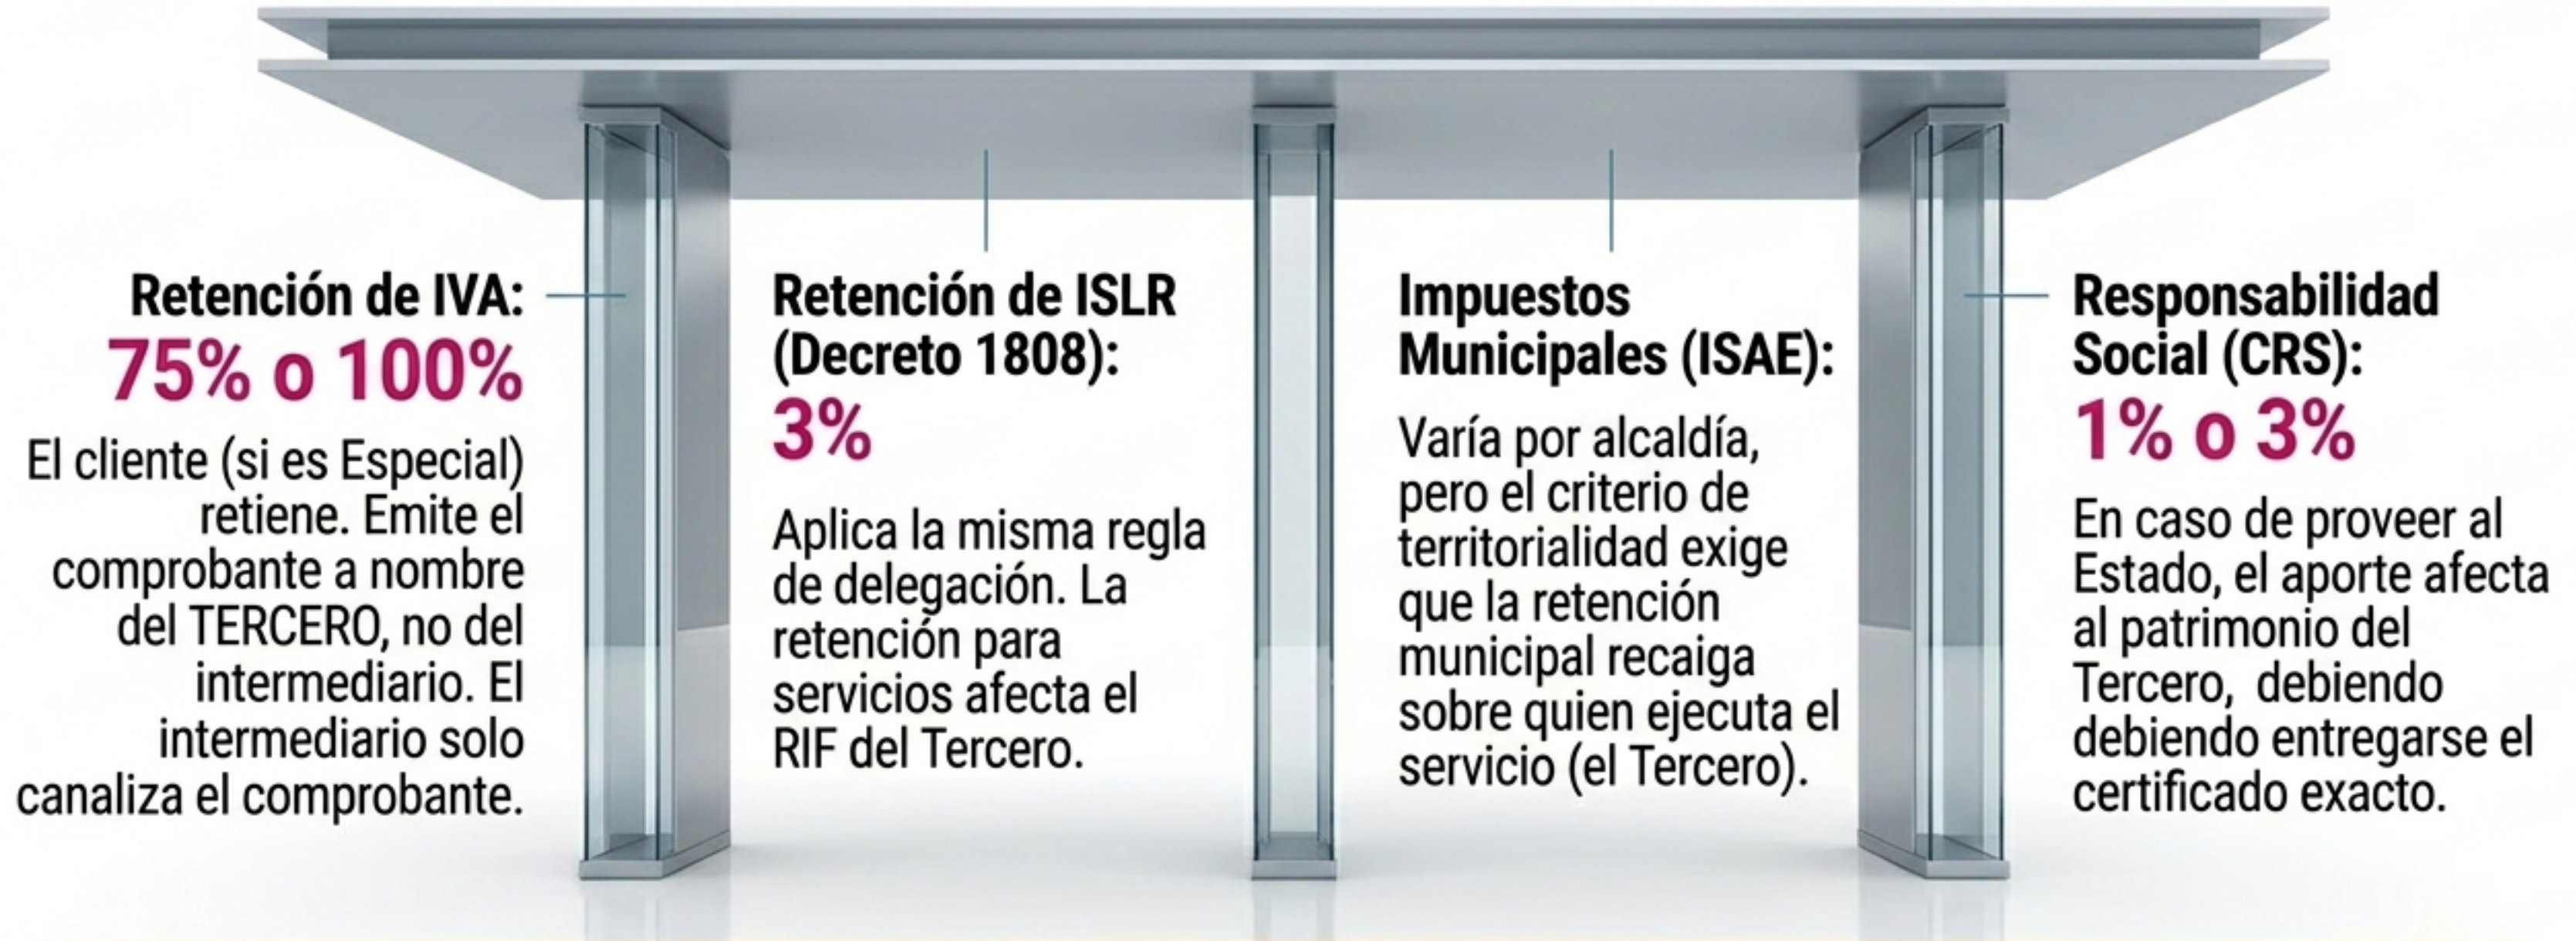 Retención de IVA:
75% o 100%
El cliente (si es Especial)
retiene. Emite el
comprobante a nombre
del TERCERO, no del
intermediario. El
intermediario solo
canaliza el comprobante.
Retención de ISLR
(Decreto 1808):
3%
Aplica la misma regla
de delegación. La
retención para
servicios afecta el
RIF del Tercero.
Impuestos
Municipales (ISAE):
Varía por alcaldía,
pero el criterio de
territorialidad exige
que la retención
municipal recaiga
sobre quien ejecuta el
servicio (el Tercero).
Responsabilidad
Social (CRS):
1% o 3%
En caso de proveer al
Estado, el aporte afecta
al patrimonio del
Tercero, debiendo
debiendo entregarse el
certificado exacto.